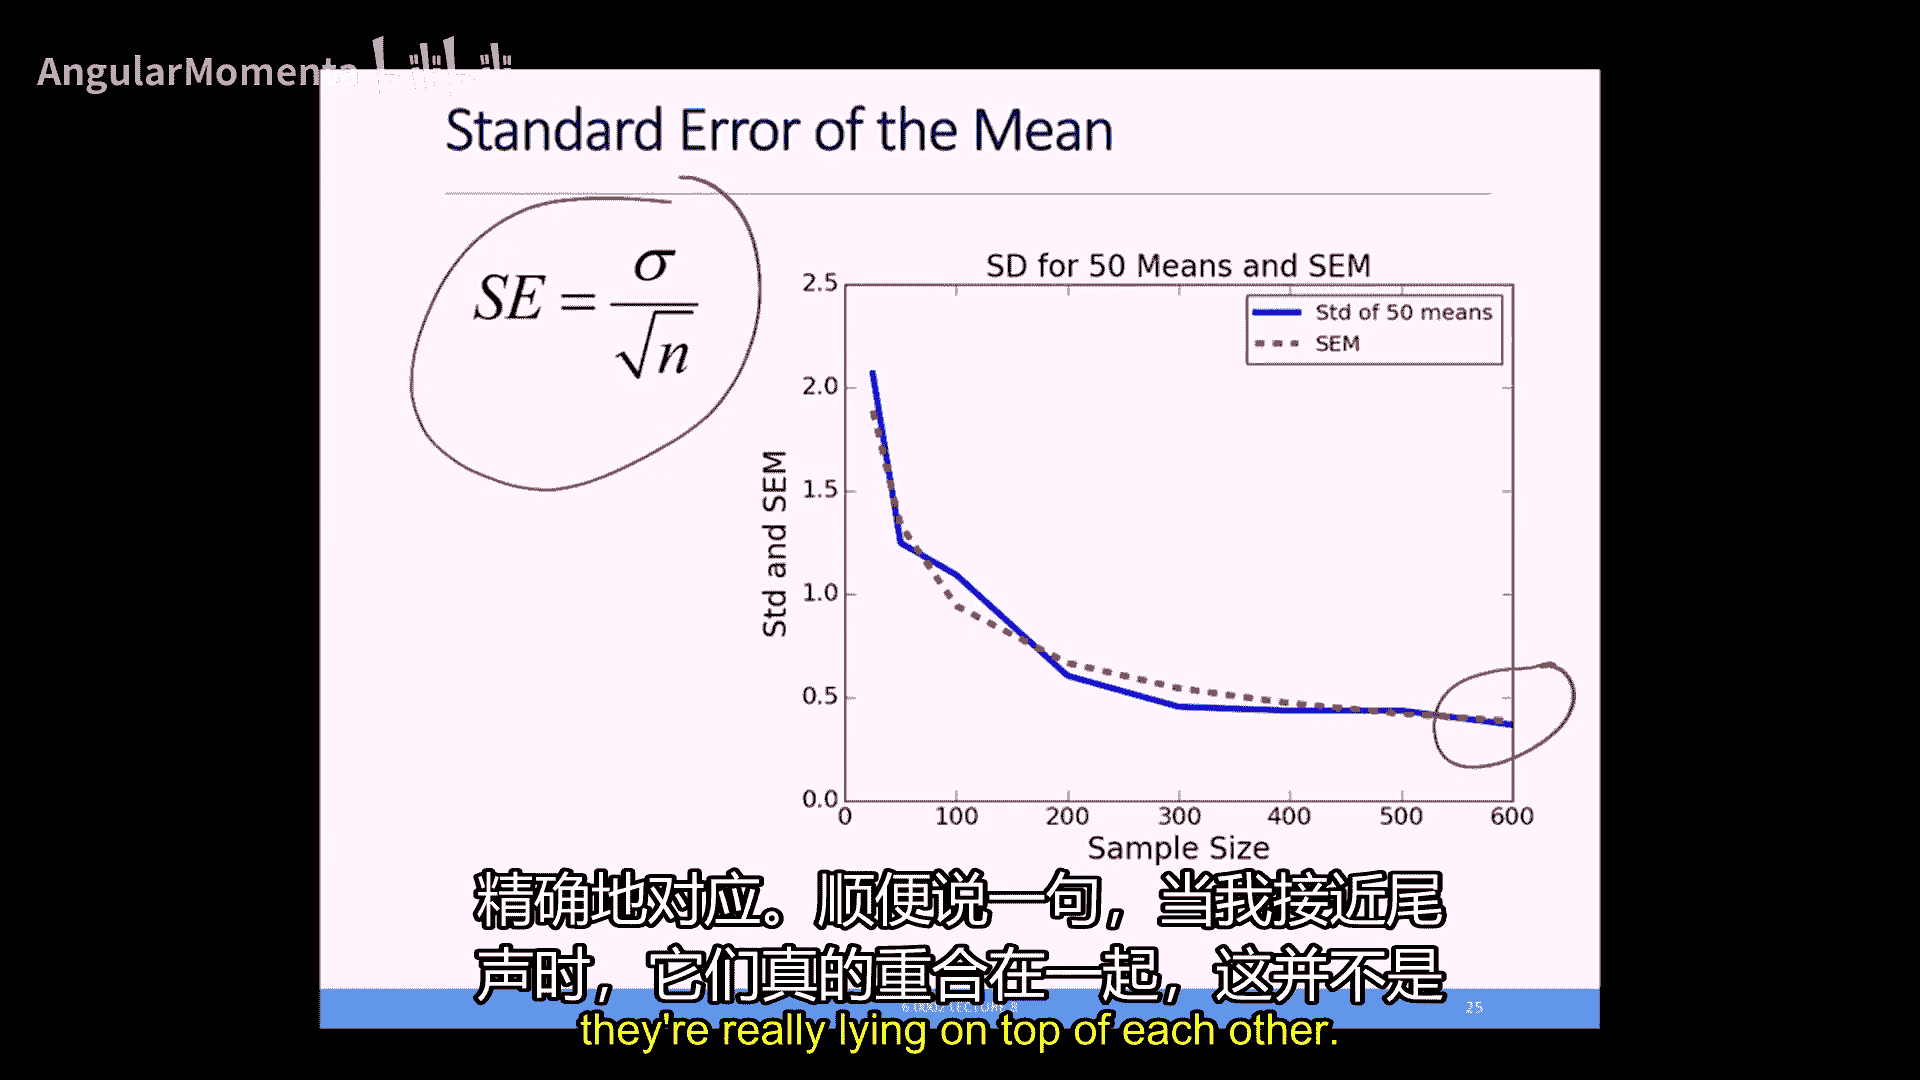 AngularMomenta
Standard Error of the Mean
SE = σ / √n
SD for 50 Means and SEM
Std of 50 means
SEM
2.5
2.0
1.5
1.0
0.5
0.0
Std and SEM
0 100 200 300 400 500 600
Sample Size
精确地对应。顺便说一句，当我接近尾
声时，它们真的重合在一起，这并不是
6.0002 LECTURE 8
25
they're really lying on top of each other.